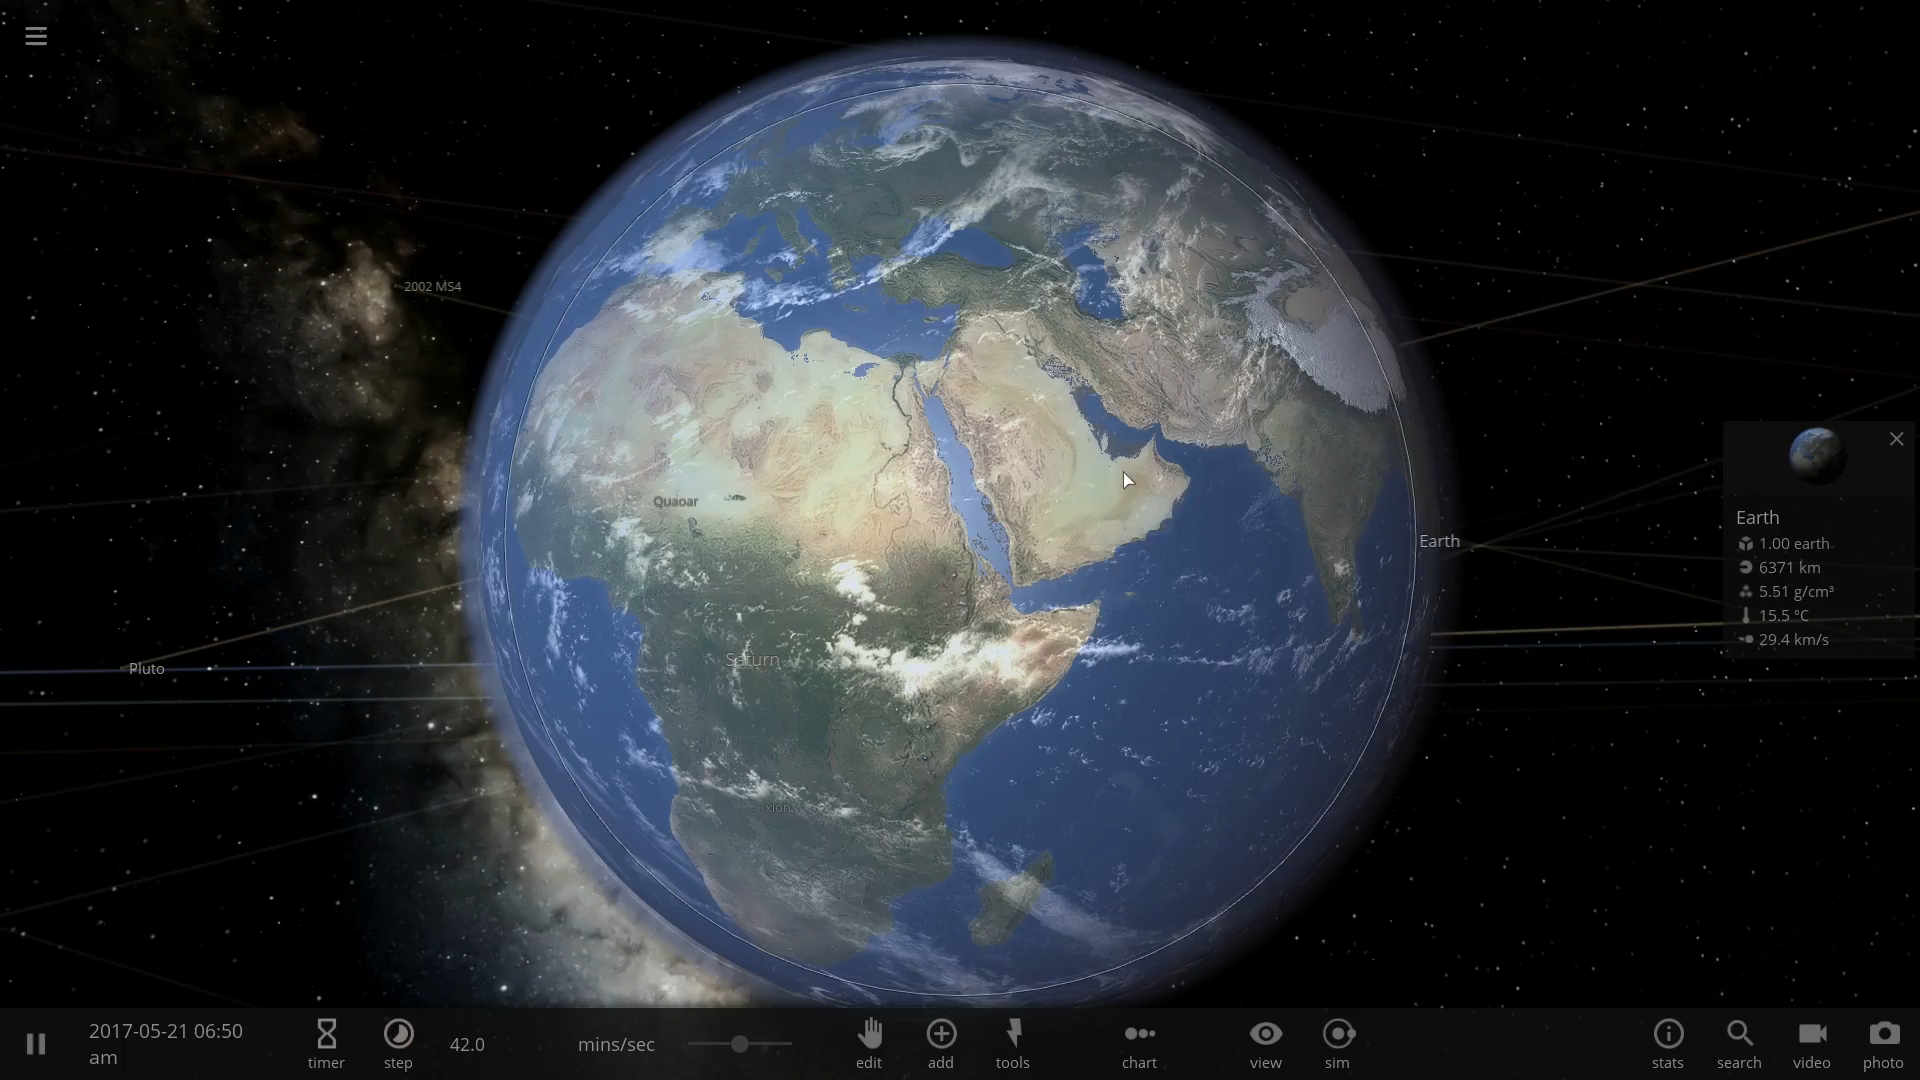 Varda
2002 MS4
Quaoar
Earth
Saturn
Pluto
Ixion
Earth
1.00 earth
6371 km
5.51 g/cm³
15.5 °C
29.4 km/s
2017-05-21 06:50
am
timer
step
42.0
mins/sec
edit
add
tools
chart
view
sim
stats
search
video
photo